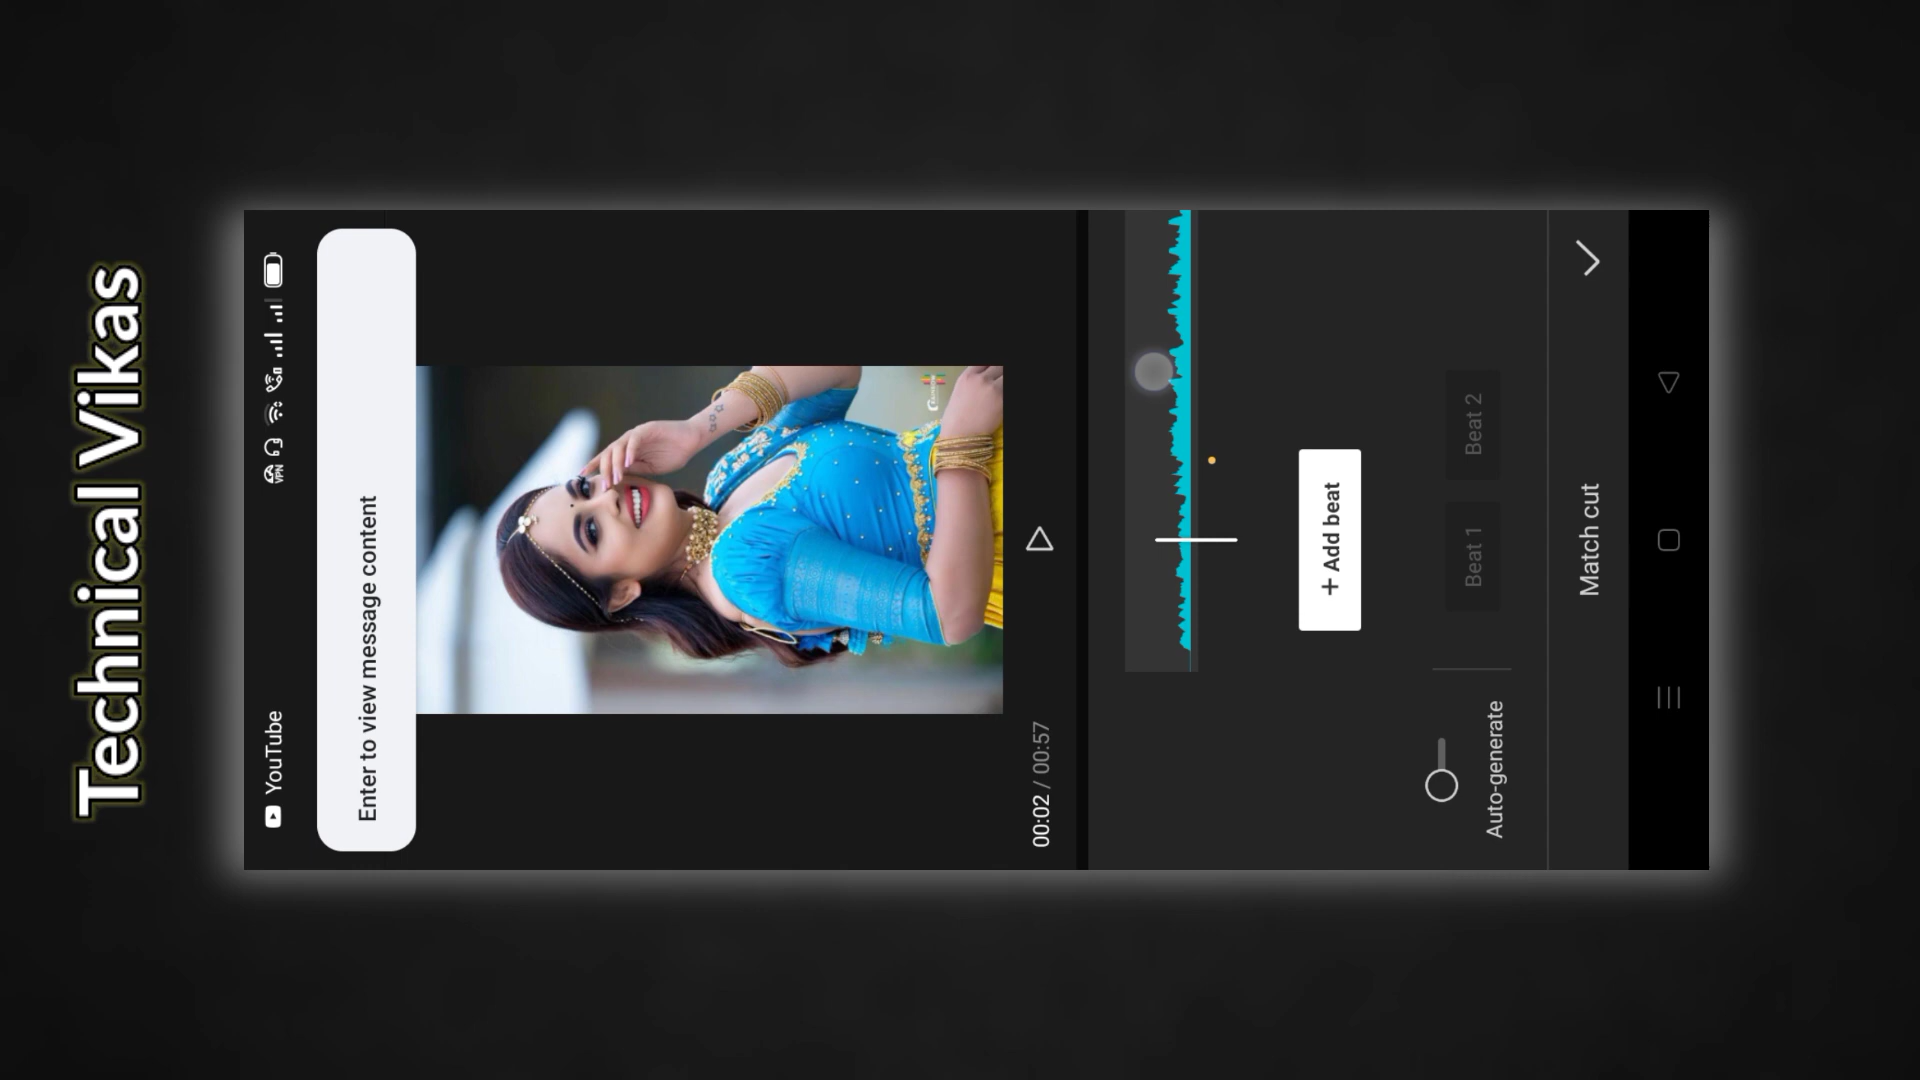 Technical Vikas
YouTube
VPN
Enter to view message content
00:02 / 00:57
+ Add beat
Auto-generate
Beat 1
Beat 2
Match cut